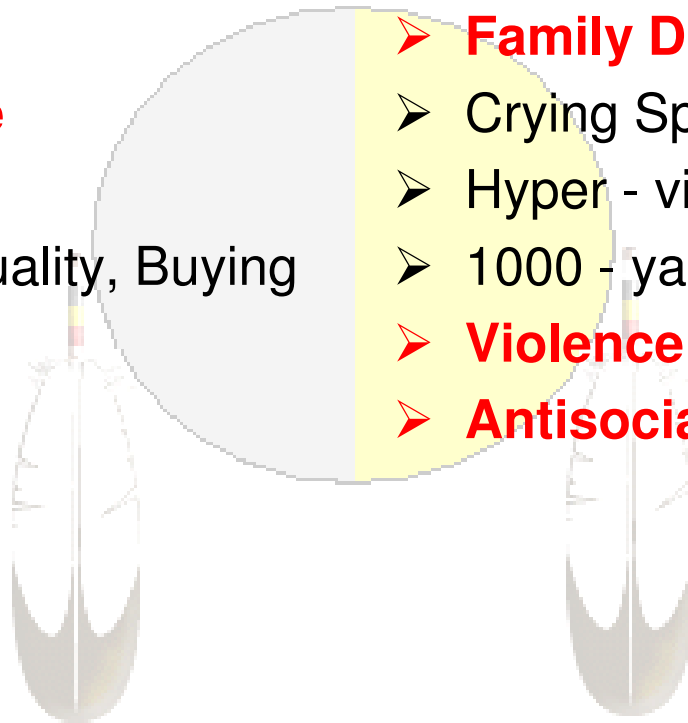 ➢ Family D
➢ Crying Sp
➢ Hyper - vi
uality, Buying
➢ 1000 - ya
➢ Violence
➢ Antisocia